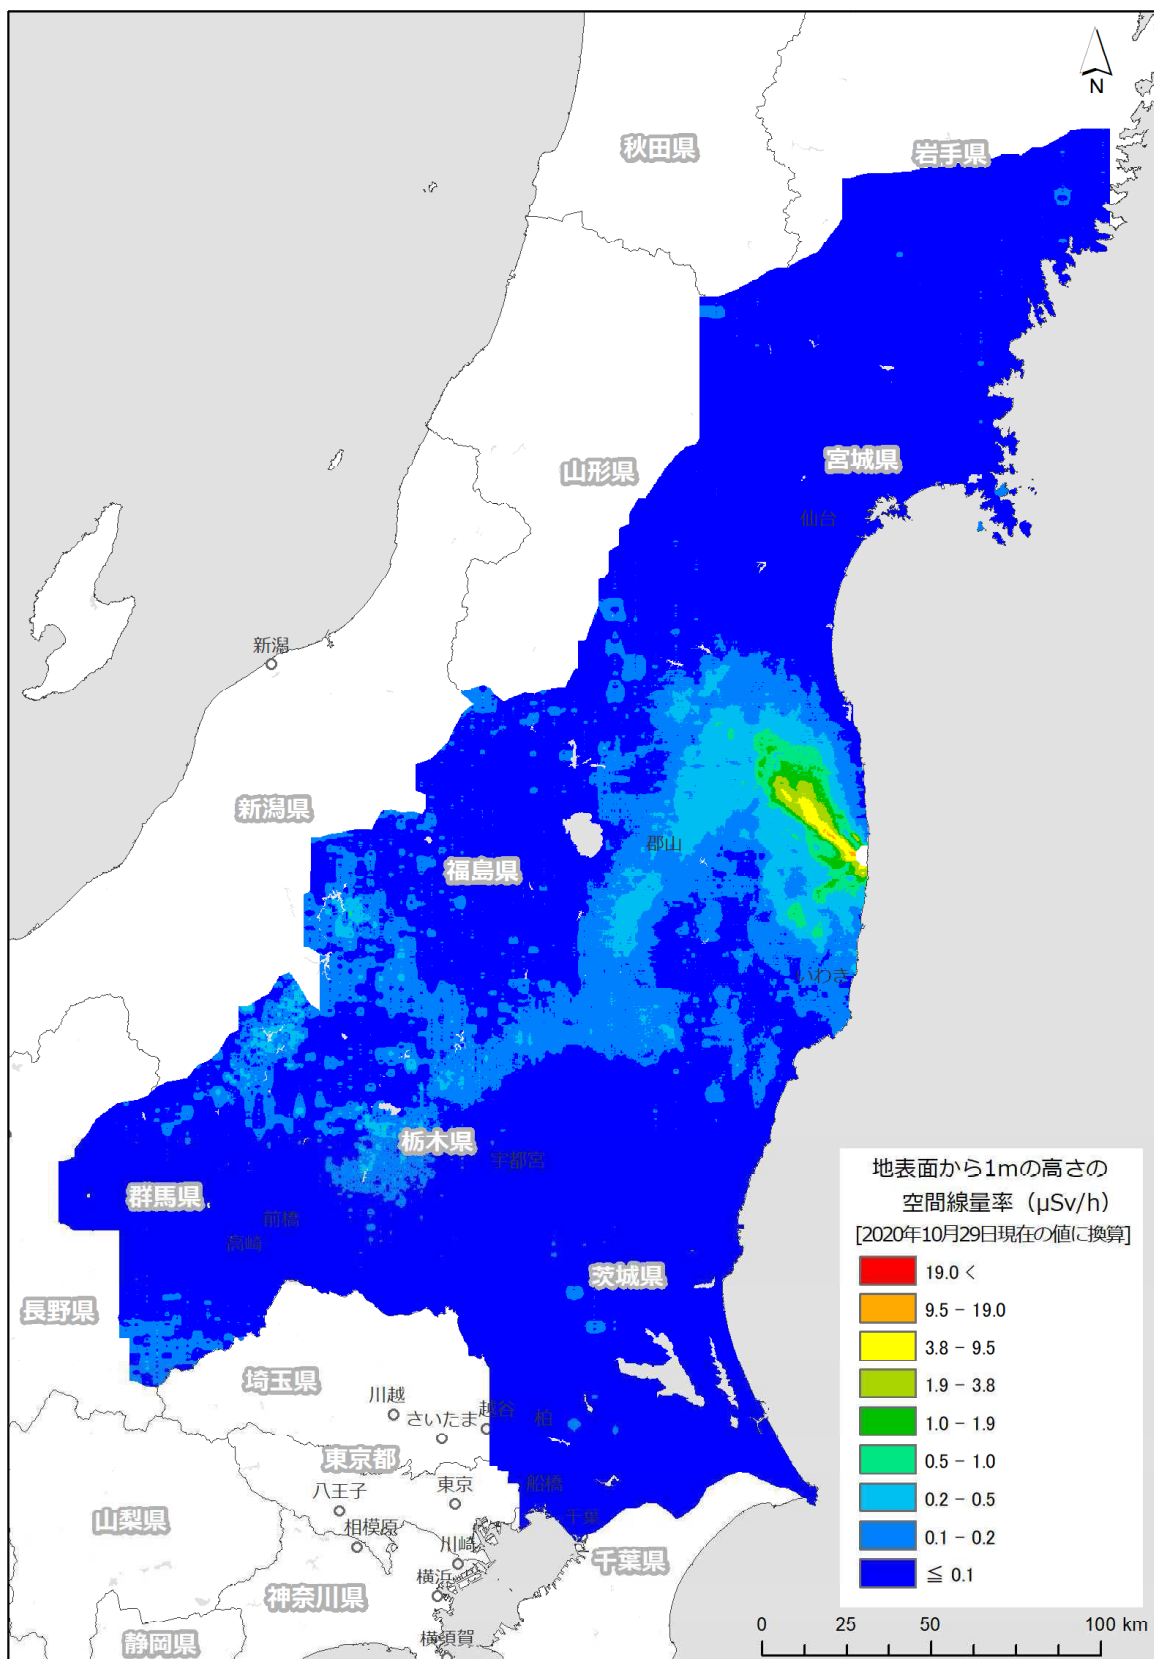 N
秋田県
岩手県
山形県
宮城県
仙台
新潟
新潟県
郡山
福島県
いわき
栃木県
宇都宮
群馬県
前橋
高崎
茨城県
長野県
埼玉県
川越
さいたま
越谷
柏
東京都
八王子
東京
船橋
山梨県
相模原
川崎
千葉
千葉県
横浜
神奈川県
静岡県
横須賀
地表面から1mの高さの
空間線量率（μSv/h）
[2020年10月29日現在の値に換算]
19.0 <
9.5 - 19.0
3.8 - 9.5
1.9 - 3.8
1.0 - 1.9
0.5 - 1.0
0.2 - 0.5
0.1 - 0.2
≦ 0.1
0 25 50 100 km